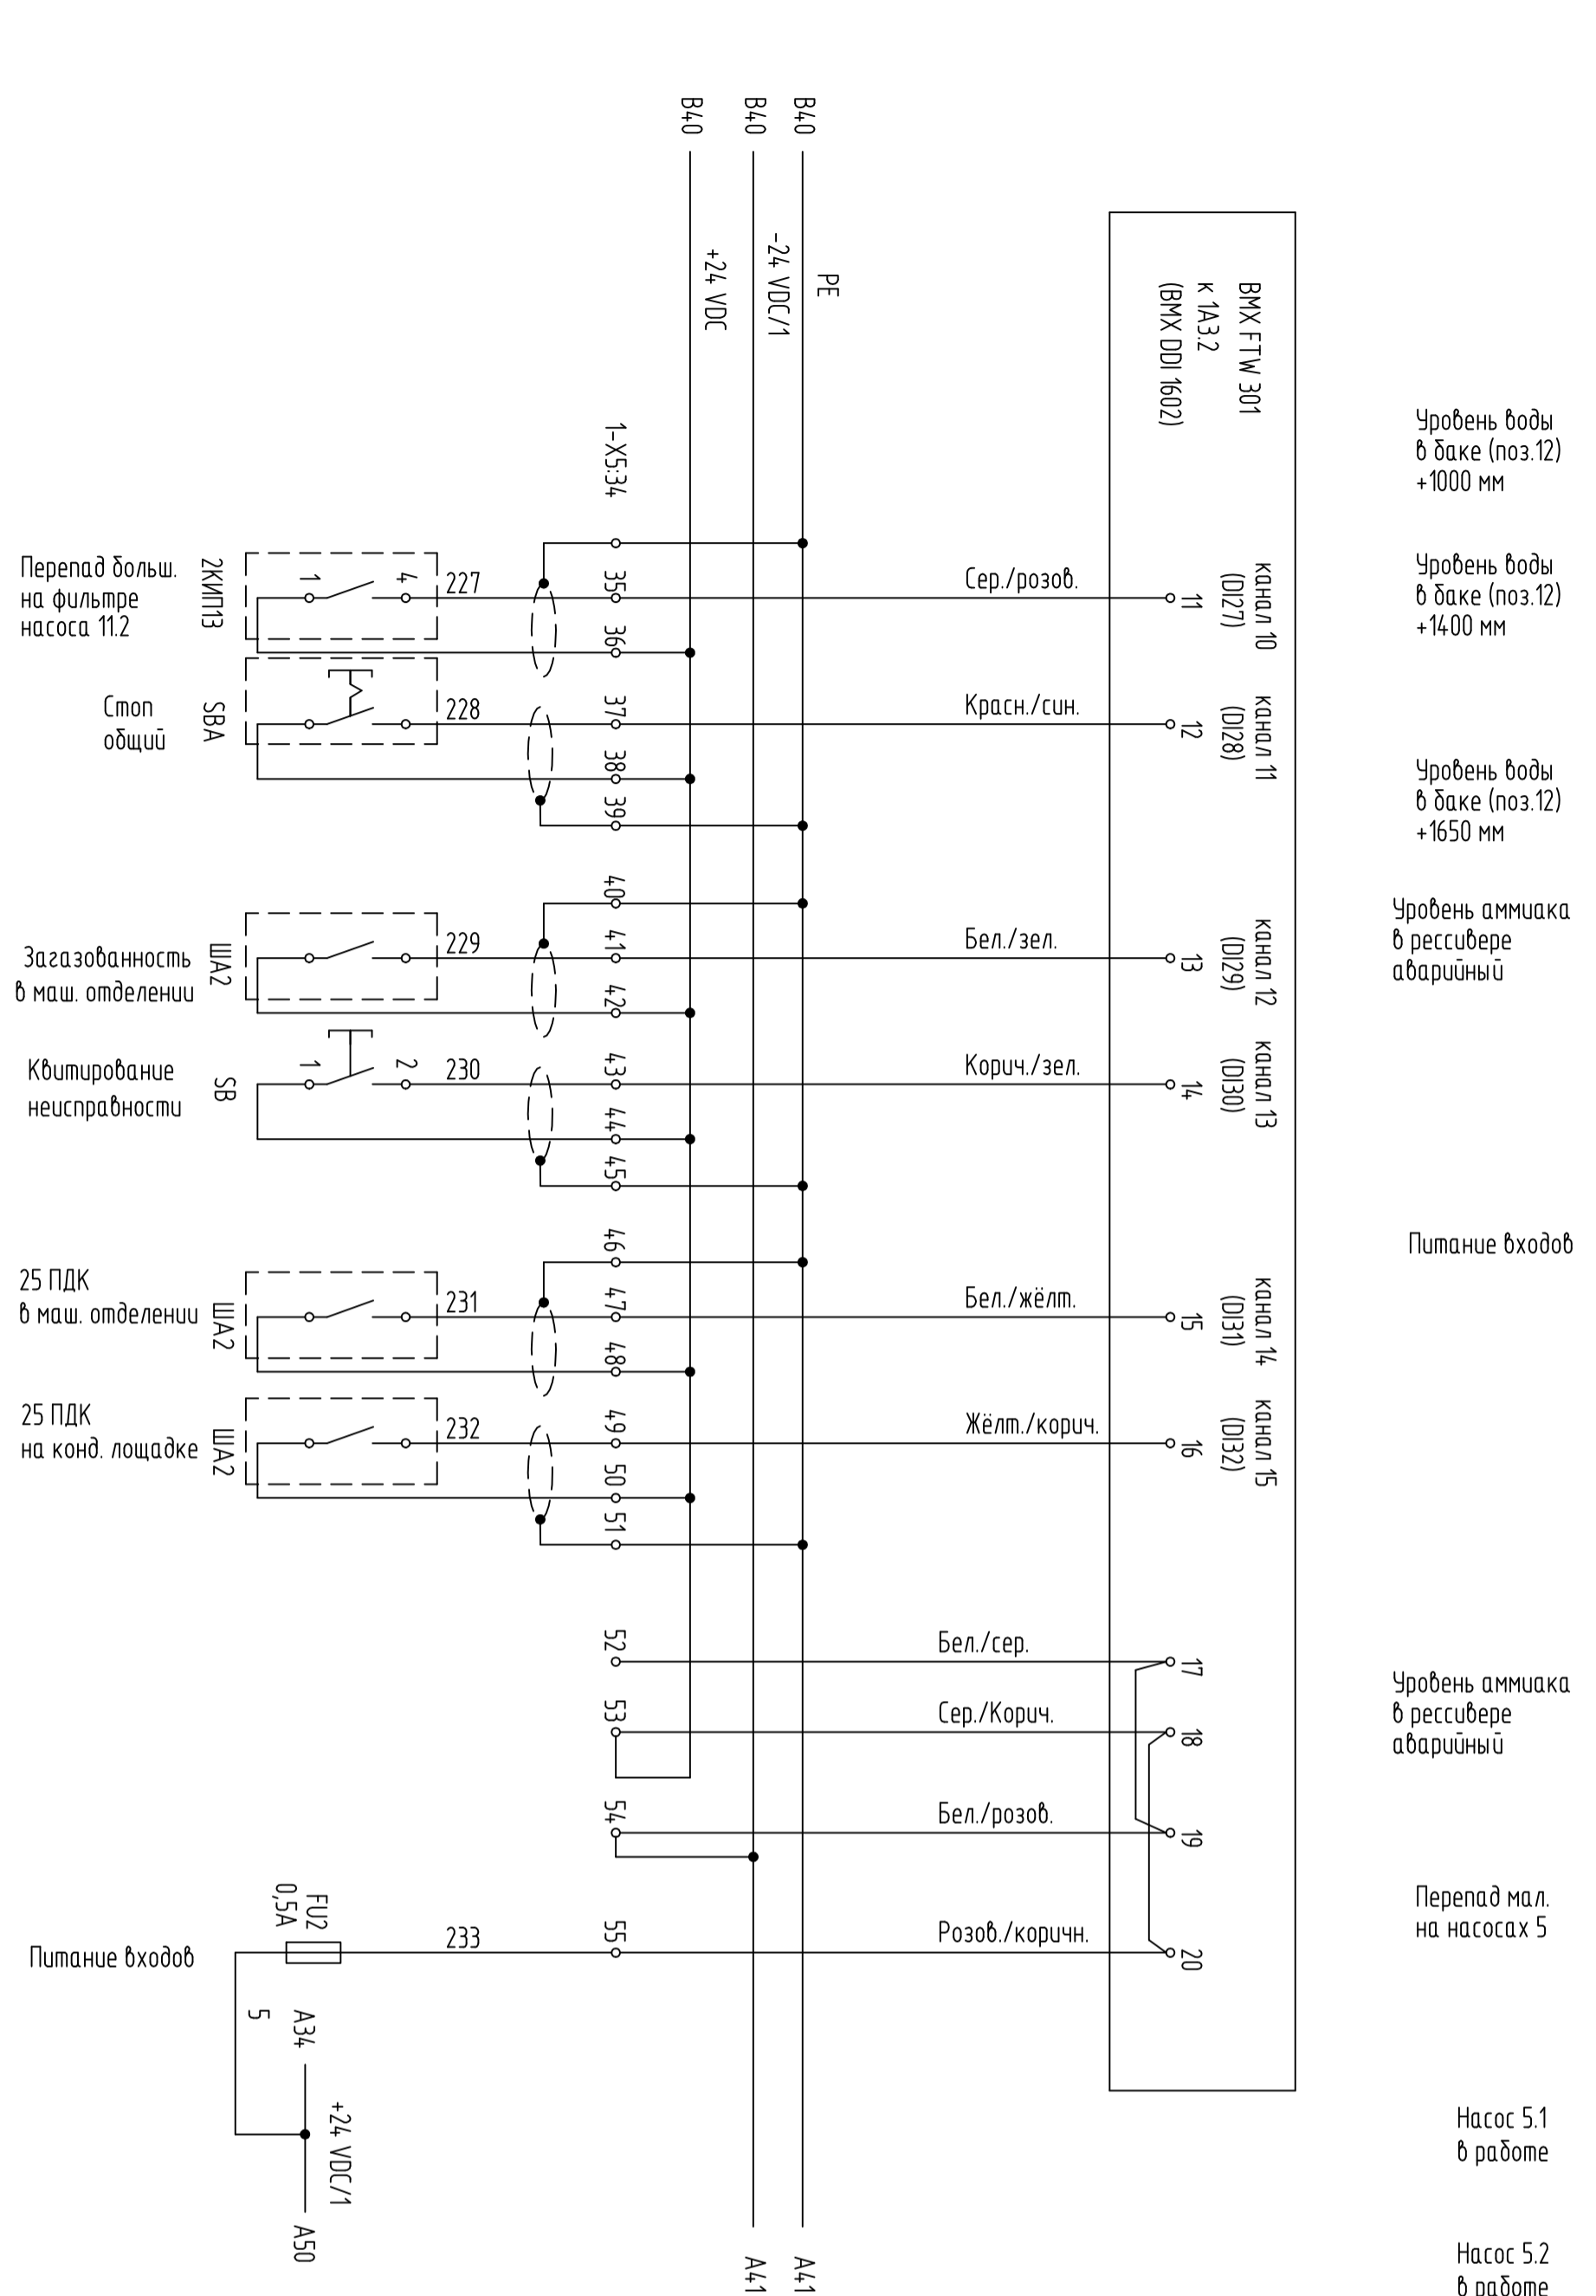 B40
B40
B40
+24 VDC
-24 VDC/1
PE
BMX FTW 301
к 1А3.2
(BMX DDI 1602)
Уровень воды
в баке (поз.12)
+1000 мм
Уровень воды
в баке (поз.12)
+1400 мм
Уровень воды
в баке (поз.12)
+1650 мм
Уровень аммиака
в рессивере
аварийный
Питание входов
Уровень аммиака
в рессивере
аварийный
Перепад мал.
на насосах 5
Насос 5.1
в работе
Насос 5.2
в работе
1-X5:34
Перепад больш.
на фильтре
насоса 11.2
2КИП13
1
4
227
35
36
Сер./розов.
11
канал 10
(DI27)
Стоп
общий
SBA
228
37
38
39
Красн./син.
12
канал 11
(DI28)
Загазованность
в маш. отделении
ША2
229
40
41
42
Бел./зел.
13
канал 12
(DI29)
Квитирование
неисправности
SB
1
2
230
43
44
45
Корич./зел.
14
канал 13
(DI30)
25 ПДК
в маш. отделении
ША2
231
46
47
48
Бел./жёлт.
15
канал 14
(DI31)
25 ПДК
на конд. лощадке
ША2
232
49
50
51
Жёлт./корич.
16
канал 15
(DI32)
52
Бел./сер.
17
53
Сер./Корич.
18
54
Бел./розов.
19
Питание входов
FU2
0,5A
233
55
Розов./коричн.
20
5
A34
+24 VDC/1
A50
A41
A41